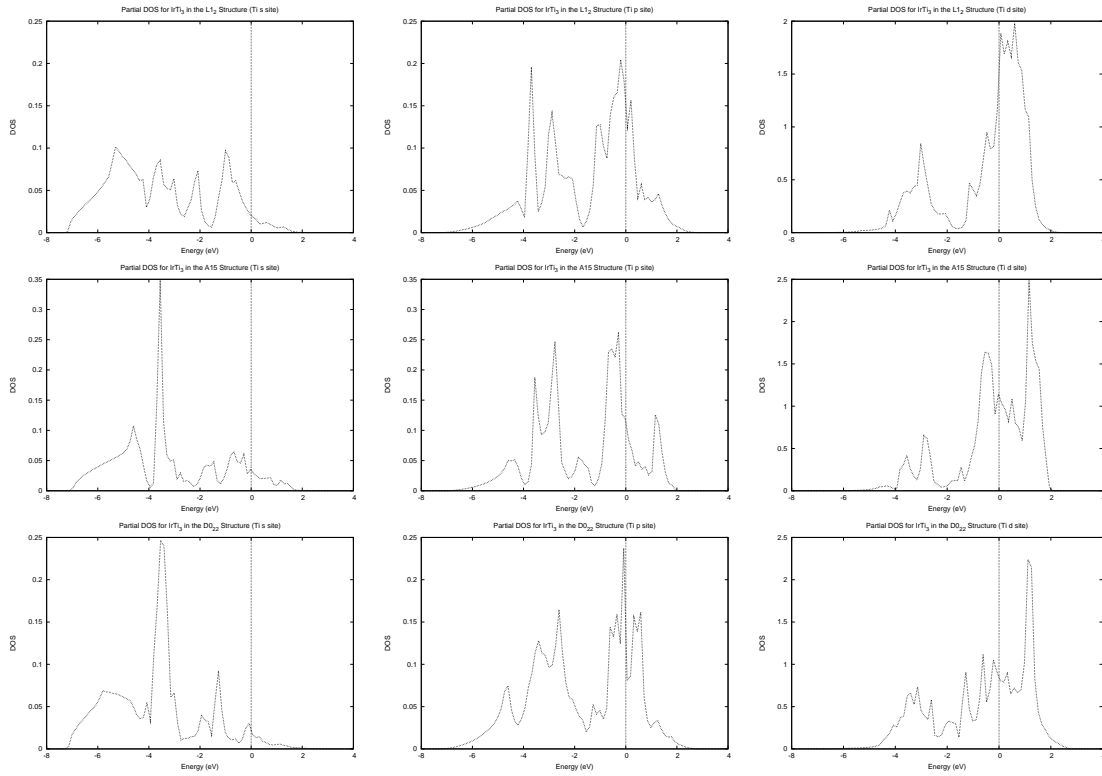 Partial DOS for IrTi₃ in the L1₂ Structure (Ti s site)
DOS
0.25
0.2
0.15
0.1
0.05
0
-8 -6 -4 -2 0 2 4
Energy (eV)
Partial DOS for IrTi₃ in the L1₂ Structure (Ti p site)
DOS
0.25
0.2
0.15
0.1
0.05
0
-8 -6 -4 -2 0 2 4
Energy (eV)
Partial DOS for IrTi₃ in the L1₂ Structure (Ti d site)
DOS
2
1.5
1
0.5
0
-8 -6 -4 -2 0 2 4
Energy (eV)
Partial DOS for IrTi₃ in the A15 Structure (Ti s site)
DOS
0.35
0.3
0.25
0.2
0.15
0.1
0.05
0
-8 -6 -4 -2 0 2 4
Energy (eV)
Partial DOS for IrTi₃ in the A15 Structure (Ti p site)
DOS
0.35
0.3
0.25
0.2
0.15
0.1
0.05
0
-8 -6 -4 -2 0 2 4
Energy (eV)
Partial DOS for IrTi₃ in the A15 Structure (Ti d site)
DOS
2.5
2
1.5
1
0.5
0
-8 -6 -4 -2 0 2
Energy (eV)
Partial DOS for IrTi₃ in the D0₂₂ Structure (Ti s site)
DOS
0.25
0.2
0.15
0.1
0.05
0
-8 -6 -4 -2 0 2 4
Energy (eV)
Partial DOS for IrTi₃ in the D0₂₂ Structure (Ti p site)
DOS
0.25
0.2
0.15
0.1
0.05
0
-8 -6 -4 -2 0 2 4
Energy (eV)
Partial DOS for IrTi₃ in the D0₂₂ Structure (Ti d site)
DOS
2.5
2
1.5
1
0.5
0
-8 -6 -4 -2 0 2
Energy (eV)